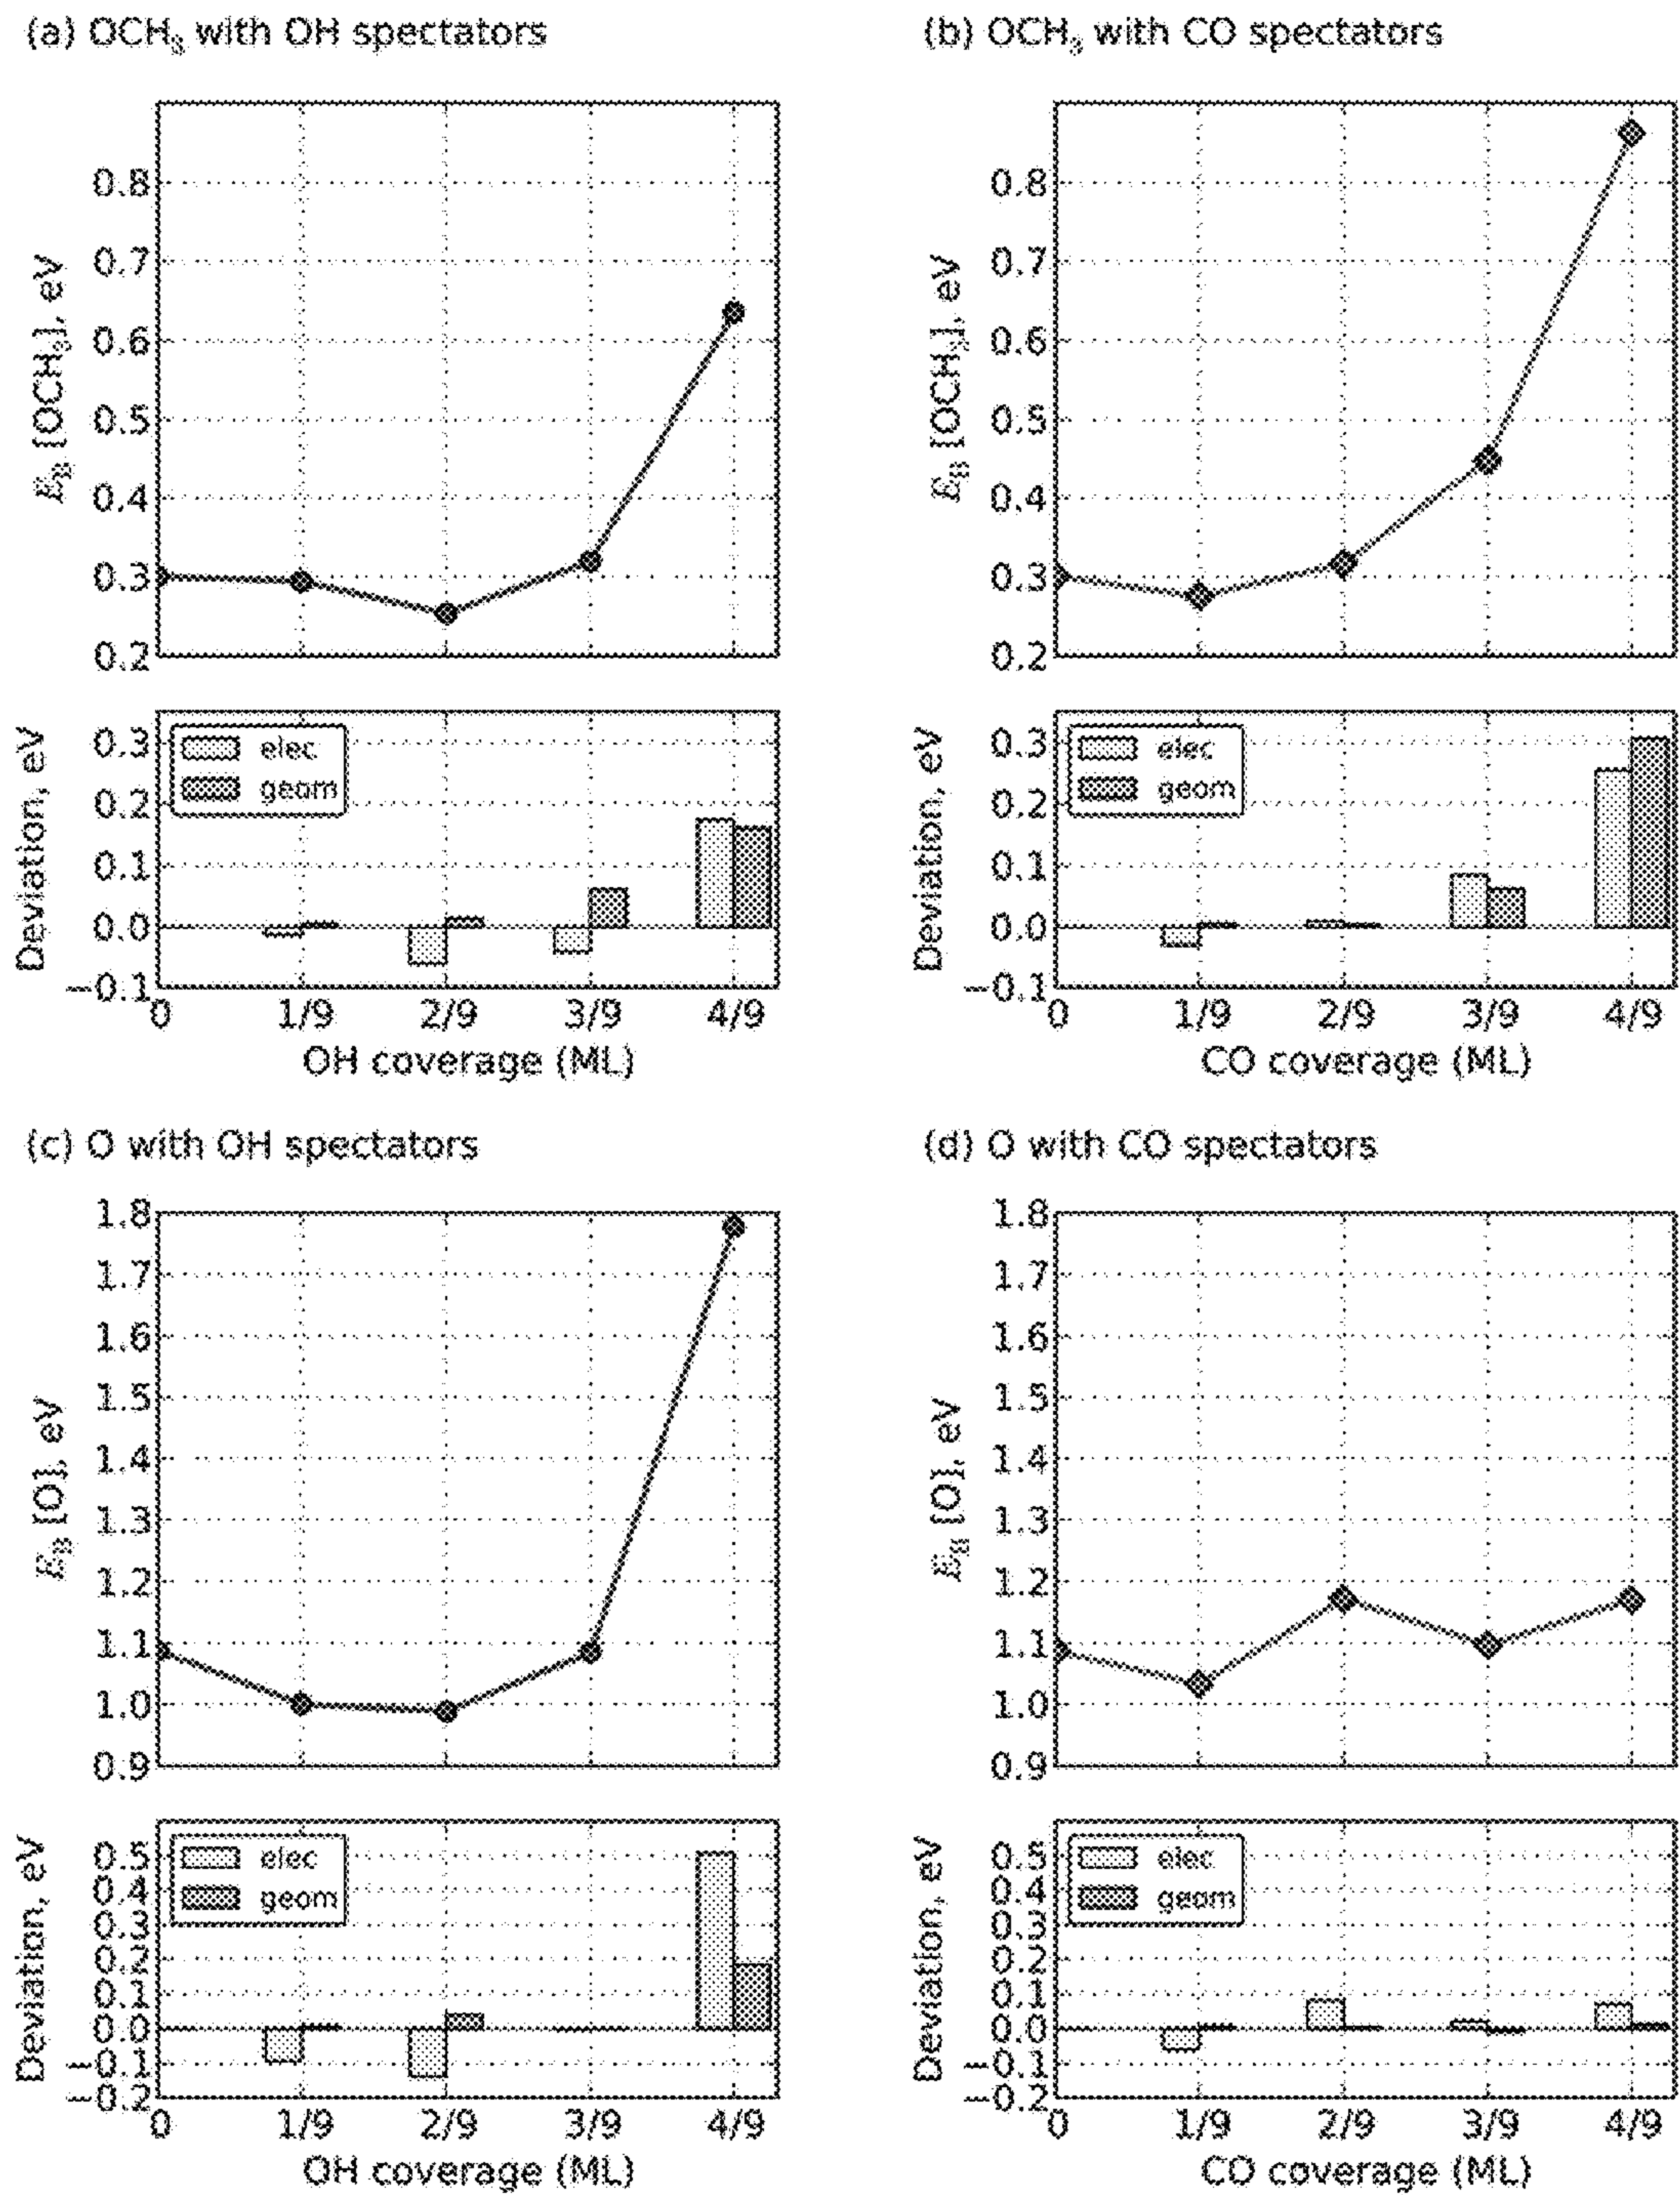 (a) OCH₃ with OH spectators
0.8
0.7
0.6
0.5
0.4
0.3
0.2
E_B [OCH₃], eV
elec
geom
0.3
0.2
0.1
0.0
−0.1
Deviation, eV
0 1/9 2/9 3/9 4/9
OH coverage (ML)
(b) OCH₃ with CO spectators
0.8
0.7
0.6
0.5
0.4
0.3
0.2
E_B [OCH₃], eV
elec
geom
0.3
0.2
0.1
0.0
−0.1
Deviation, eV
0 1/9 2/9 3/9 4/9
CO coverage (ML)
(c) O with OH spectators
1.8
1.7
1.6
1.5
1.4
1.3
1.2
1.1
1.0
0.9
E_B [O], eV
elec
geom
0.5
0.4
0.3
0.2
0.1
0.0
−0.1
−0.2
Deviation, eV
0 1/9 2/9 3/9 4/9
OH coverage (ML)
(d) O with CO spectators
1.8
1.7
1.6
1.5
1.4
1.3
1.2
1.1
1.0
0.9
E_B [O], eV
elec
geom
0.5
0.4
0.3
0.2
0.1
0.0
−0.1
−0.2
Deviation, eV
0 1/9 2/9 3/9 4/9
CO coverage (ML)